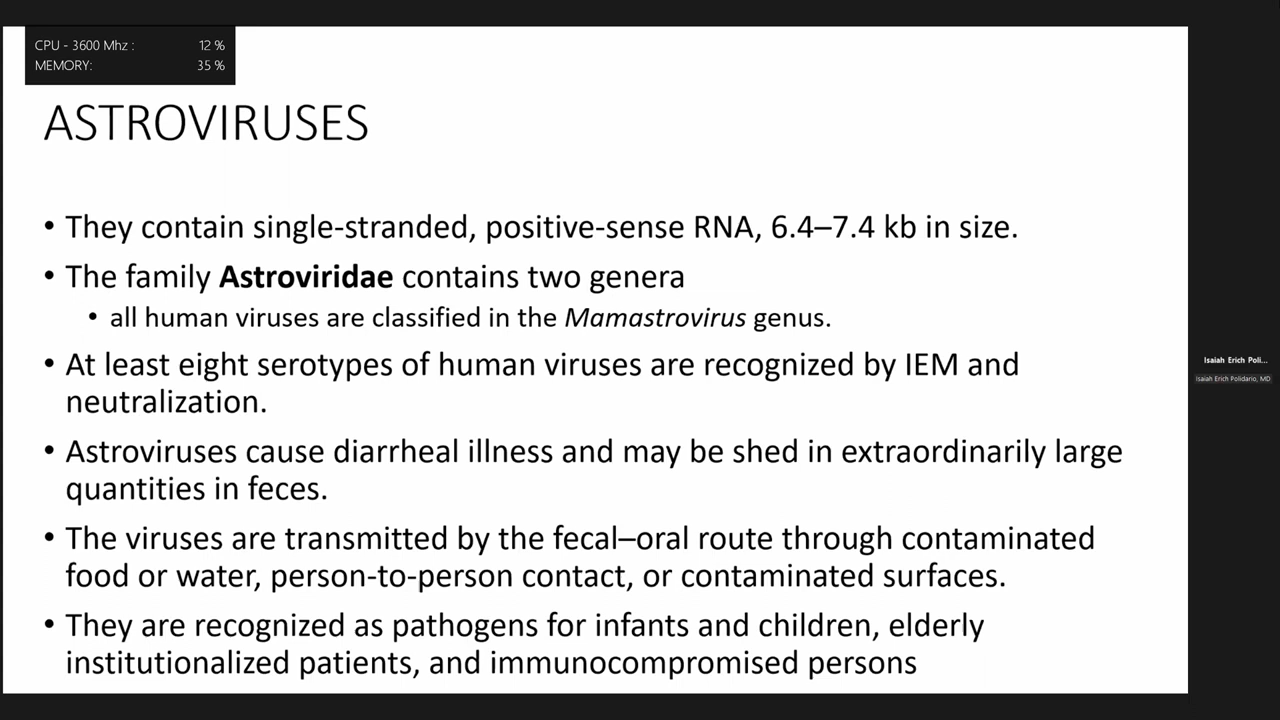 CPU - 3600 Mhz : 12 %
MEMORY: 35 %
ASTROVIRUSES
• They contain single-stranded, positive-sense RNA, 6.4–7.4 kb in size.
• The family Astroviridae contains two genera
• all human viruses are classified in the Mamastrovirus genus.
• At least eight serotypes of human viruses are recognized by IEM and
neutralization.
• Astroviruses cause diarrheal illness and may be shed in extraordinarily large
quantities in feces.
• The viruses are transmitted by the fecal–oral route through contaminated
food or water, person-to-person contact, or contaminated surfaces.
• They are recognized as pathogens for infants and children, elderly
institutionalized patients, and immunocompromised persons
Isaiah Erich Poli...
Isaiah Erich Polidario, MD